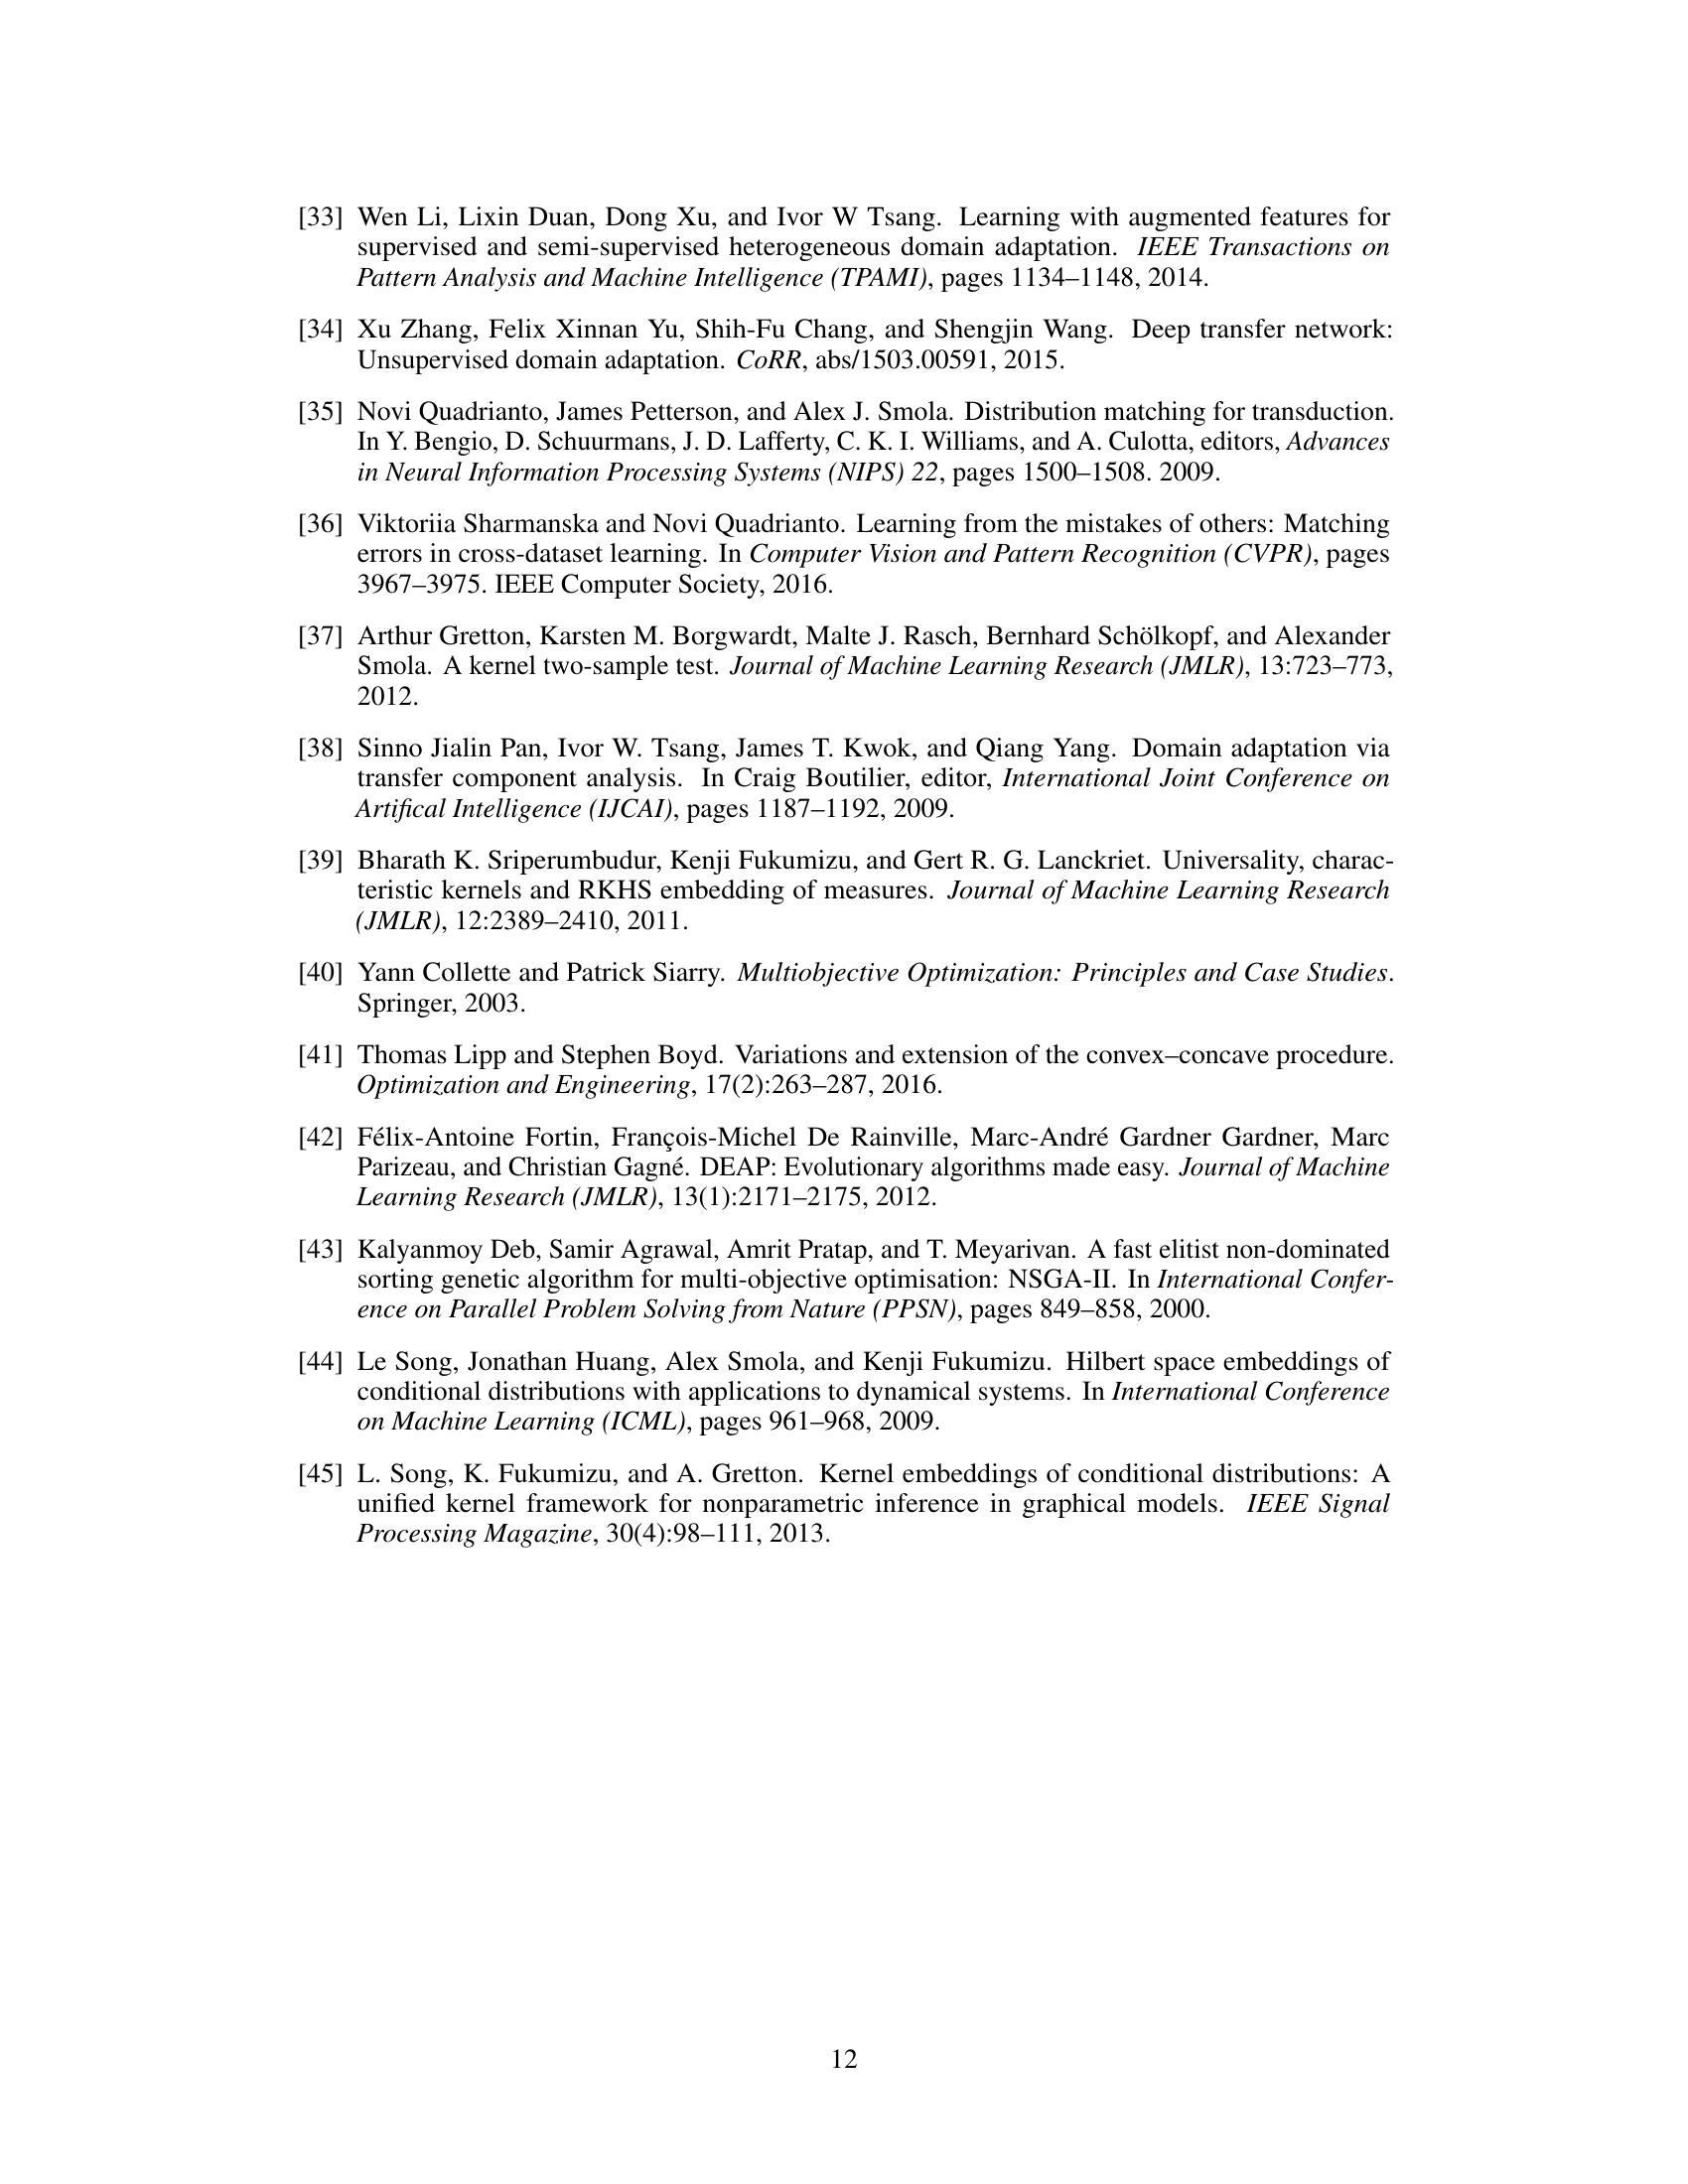 [33] Wen Li, Lixin Duan, Dong Xu, and Ivor W Tsang. Learning with augmented features for
supervised and semi-supervised heterogeneous domain adaptation. IEEE Transactions on
Pattern Analysis and Machine Intelligence (TPAMI), pages 1134–1148, 2014.
[34] Xu Zhang, Felix Xinnan Yu, Shih-Fu Chang, and Shengjin Wang. Deep transfer network:
Unsupervised domain adaptation. CoRR, abs/1503.00591, 2015.
[35] Novi Quadrianto, James Petterson, and Alex J. Smola. Distribution matching for transduction.
In Y. Bengio, D. Schuurmans, J. D. Lafferty, C. K. I. Williams, and A. Culotta, editors, Advances
in Neural Information Processing Systems (NIPS) 22, pages 1500–1508. 2009.
[36] Viktoriia Sharmanska and Novi Quadrianto. Learning from the mistakes of others: Matching
errors in cross-dataset learning. In Computer Vision and Pattern Recognition (CVPR), pages
3967–3975. IEEE Computer Society, 2016.
[37] Arthur Gretton, Karsten M. Borgwardt, Malte J. Rasch, Bernhard Schölkopf, and Alexander
Smola. A kernel two-sample test. Journal of Machine Learning Research (JMLR), 13:723–773,
2012.
[38] Sinno Jialin Pan, Ivor W. Tsang, James T. Kwok, and Qiang Yang. Domain adaptation via
transfer component analysis. In Craig Boutilier, editor, International Joint Conference on
Artifical Intelligence (IJCAI), pages 1187–1192, 2009.
[39] Bharath K. Sriperumbudur, Kenji Fukumizu, and Gert R. G. Lanckriet. Universality, charac-
teristic kernels and RKHS embedding of measures. Journal of Machine Learning Research
(JMLR), 12:2389–2410, 2011.
[40] Yann Collette and Patrick Siarry. Multiobjective Optimization: Principles and Case Studies.
Springer, 2003.
[41] Thomas Lipp and Stephen Boyd. Variations and extension of the convex–concave procedure.
Optimization and Engineering, 17(2):263–287, 2016.
[42] Félix-Antoine Fortin, François-Michel De Rainville, Marc-André Gardner Gardner, Marc
Parizeau, and Christian Gagné. DEAP: Evolutionary algorithms made easy. Journal of Machine
Learning Research (JMLR), 13(1):2171–2175, 2012.
[43] Kalyanmoy Deb, Samir Agrawal, Amrit Pratap, and T. Meyarivan. A fast elitist non-dominated
sorting genetic algorithm for multi-objective optimisation: NSGA-II. In International Confer-
ence on Parallel Problem Solving from Nature (PPSN), pages 849–858, 2000.
[44] Le Song, Jonathan Huang, Alex Smola, and Kenji Fukumizu. Hilbert space embeddings of
conditional distributions with applications to dynamical systems. In International Conference
on Machine Learning (ICML), pages 961–968, 2009.
[45] L. Song, K. Fukumizu, and A. Gretton. Kernel embeddings of conditional distributions: A
unified kernel framework for nonparametric inference in graphical models. IEEE Signal
Processing Magazine, 30(4):98–111, 2013.
12